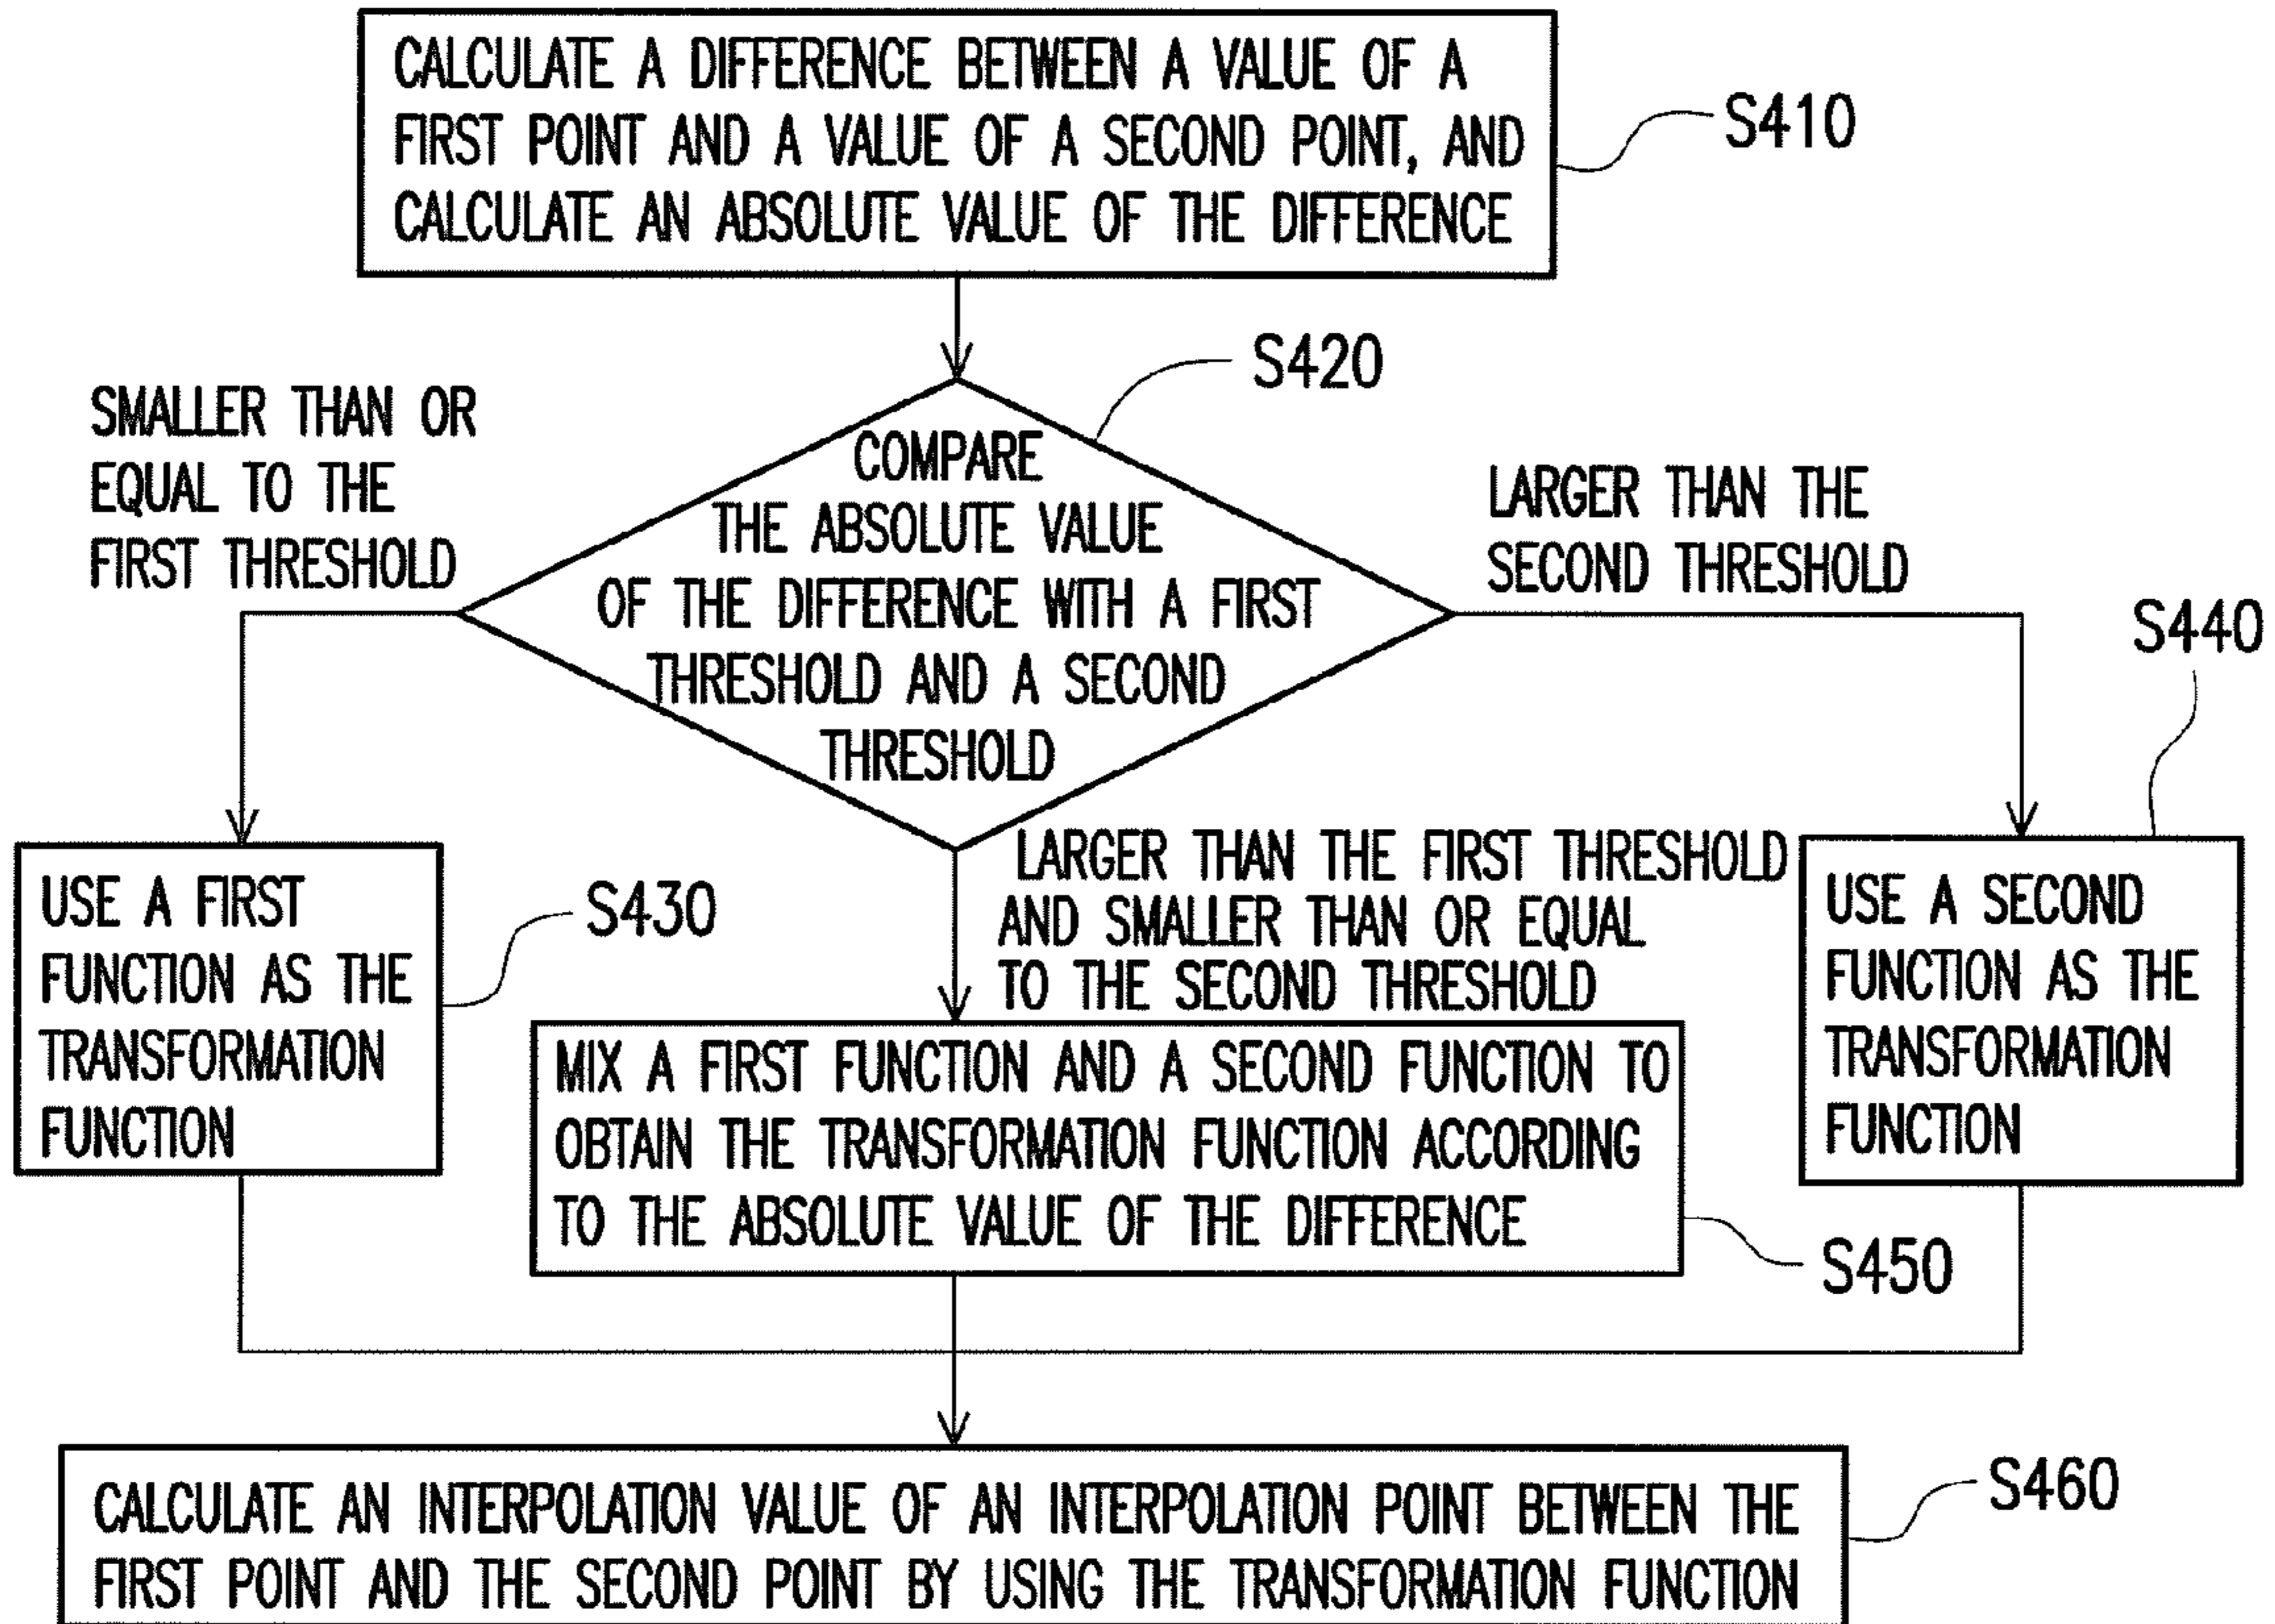 CALCULATE A DIFFERENCE BETWEEN A VALUE OF A
FIRST POINT AND A VALUE OF A SECOND POINT, AND
CALCULATE AN ABSOLUTE VALUE OF THE DIFFERENCE
S410
S420
COMPARE
THE ABSOLUTE VALUE
OF THE DIFFERENCE WITH A FIRST
THRESHOLD AND A SECOND
THRESHOLD
SMALLER THAN OR
EQUAL TO THE
FIRST THRESHOLD
LARGER THAN THE
SECOND THRESHOLD
S440
USE A FIRST
FUNCTION AS THE
TRANSFORMATION
FUNCTION
S430
LARGER THAN THE FIRST THRESHOLD
AND SMALLER THAN OR EQUAL
TO THE SECOND THRESHOLD
USE A SECOND
FUNCTION AS THE
TRANSFORMATION
FUNCTION
MIX A FIRST FUNCTION AND A SECOND FUNCTION TO
OBTAIN THE TRANSFORMATION FUNCTION ACCORDING
TO THE ABSOLUTE VALUE OF THE DIFFERENCE
S450
CALCULATE AN INTERPOLATION VALUE OF AN INTERPOLATION POINT BETWEEN THE
FIRST POINT AND THE SECOND POINT BY USING THE TRANSFORMATION FUNCTION
S460